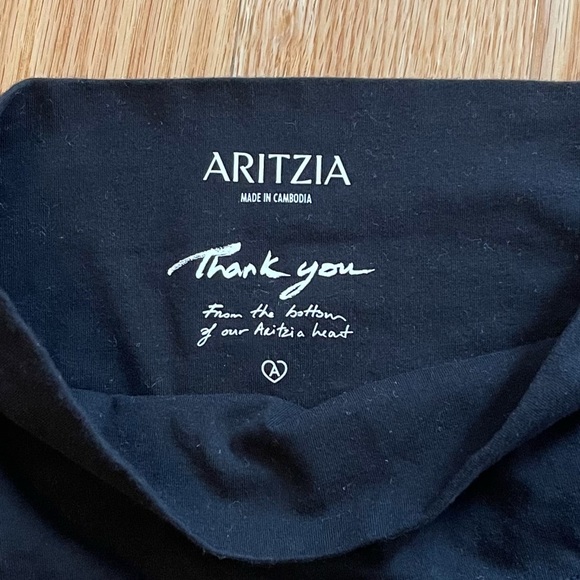 ARITZIA
MADE IN CAMBODIA
Thank you
From the bottom
of our Aritzia heart
A